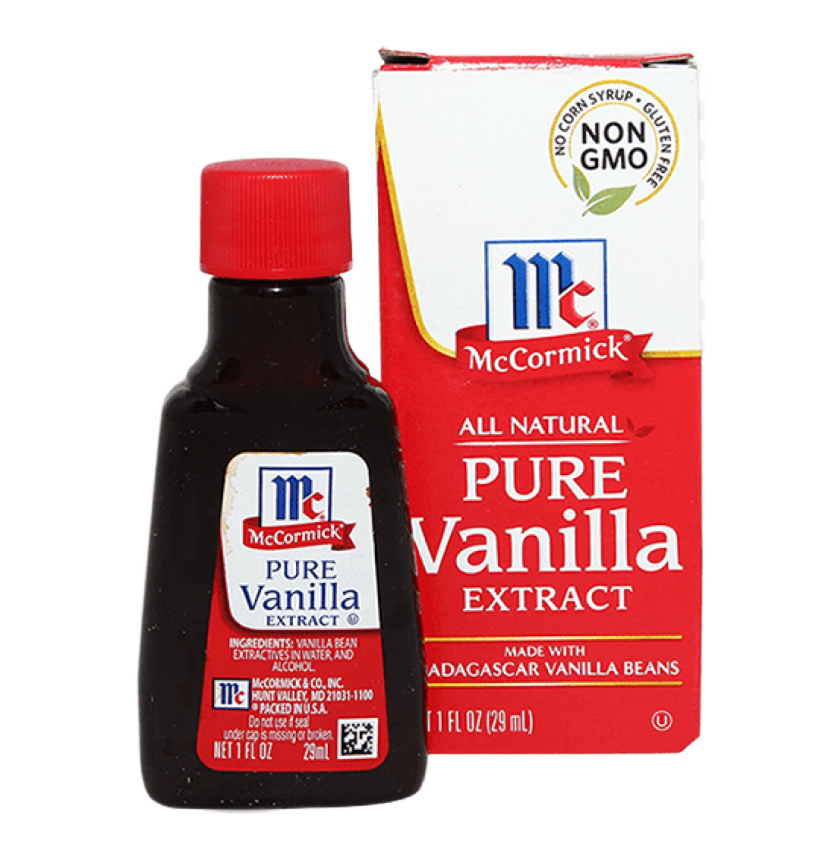 NO CORN SYRUP • GLUTEN FREE
NON
GMO
Mc
McCormick®
ALL NATURAL
PURE
Vanilla
EXTRACT
MADE WITH
ADAGASCAR VANILLA BEANS
1 FL OZ (29 mL)
U
Mc
McCormick®
PURE
Vanilla
EXTRACT U
INGREDIENTS: VANILLA BEAN
EXTRACTIVES IN WATER, AND
ALCOHOL.
Mc
McCORMICK & CO., INC.
HUNT VALLEY, MD 21031-1100
® PACKED IN U.S.A.
Do not use if seal
under cap is missing or broken.
NET 1 FL OZ 29mL